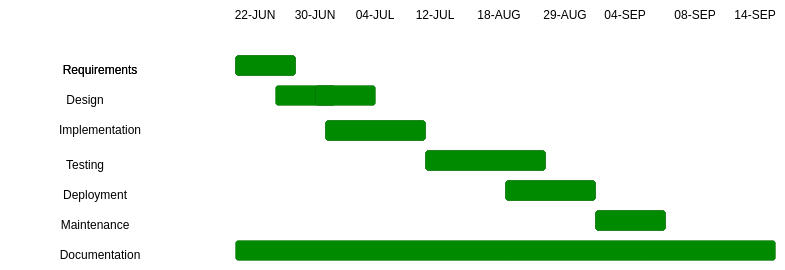 22-JUN 30-JUN 04-JUL 12-JUL 18-AUG 29-AUG 04-SEP 08-SEP 14-SEP
Requirements
Design
Implementation
Testing
Deployment
Maintenance
Documentation